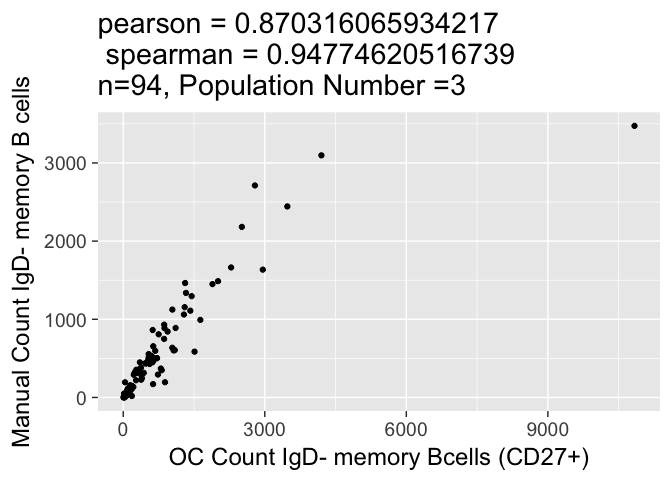 pearson = 0.870316065934217
spearman = 0.94774620516739
n=94, Population Number =3
Manual Count IgD- memory B cells
3000
2000
1000
0
0 3000 6000 9000
OC Count IgD- memory Bcells (CD27+)